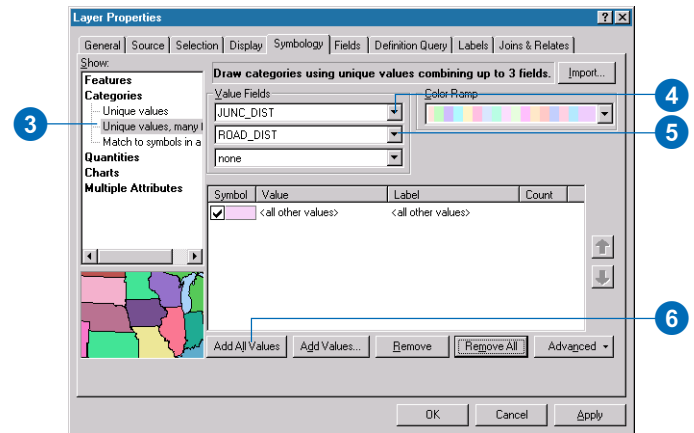 Layer Properties
General Source Selection Display Symbology Fields Definition Query Labels Joins & Relates
Show:
Features
Categories
Unique values
Unique values, many
Match to symbols in a
Quantities
Charts
Multiple Attributes
Draw categories using unique values combining up to 3 fields.
Import...
Value Fields
JUNC_DIST
ROAD_DIST
none
Color Ramp
Symbol Value Label Count
<all other values> <all other values>
Add All Values Add Values... Remove Remove All Advanced
OK Cancel Apply
3
4
5
6